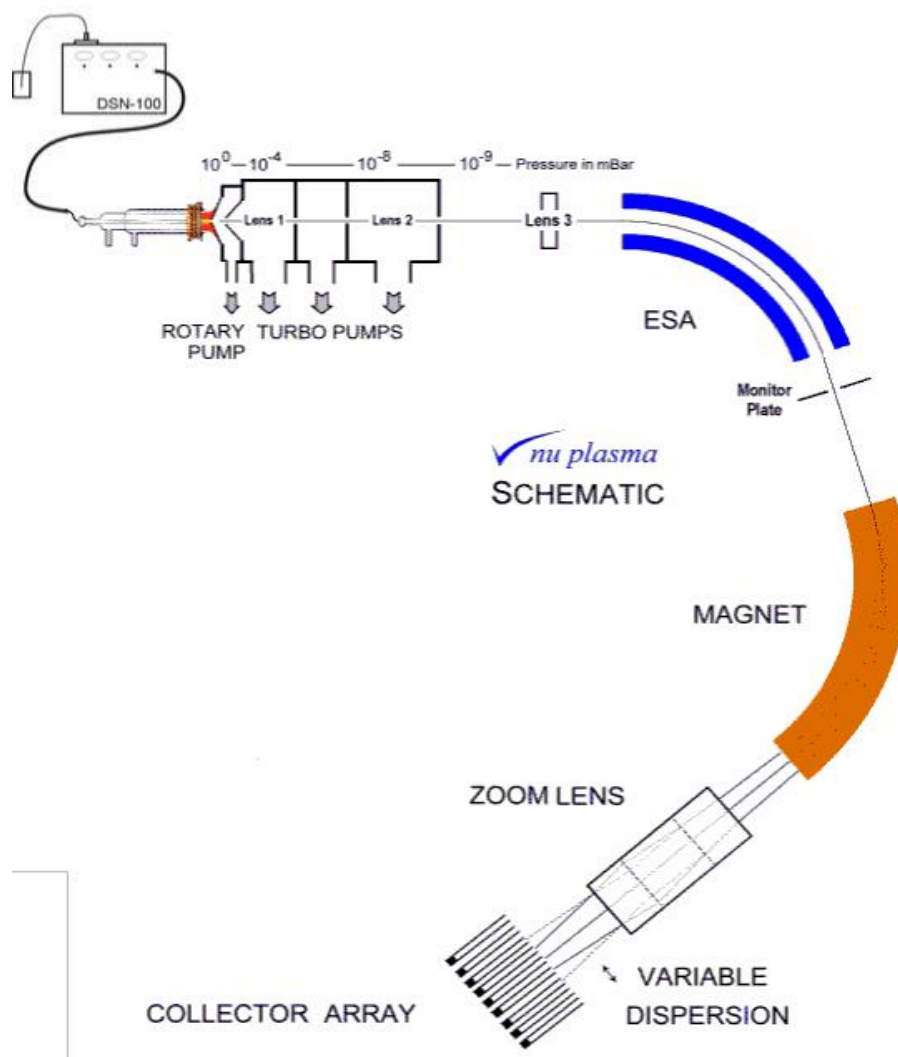 DSN-100
10⁰ — 10⁻⁴ — 10⁻⁸ — 10⁻⁹ — Pressure in mBar
Lens 1
Lens 2
Lens 3
ROTARY
PUMP
TURBO PUMPS
ESA
Monitor
Plate
nu plasma
SCHEMATIC
MAGNET
ZOOM LENS
VARIABLE
DISPERSION
COLLECTOR ARRAY